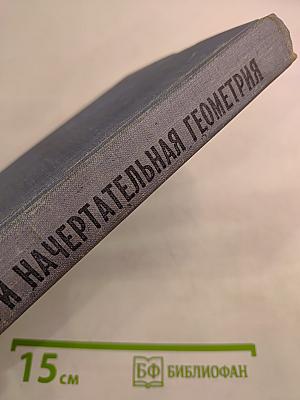 И НАЧЕРТАТЕЛЬНАЯ ГЕОМЕТРИЯ
15 СМ
БФ БИБЛИОФАН